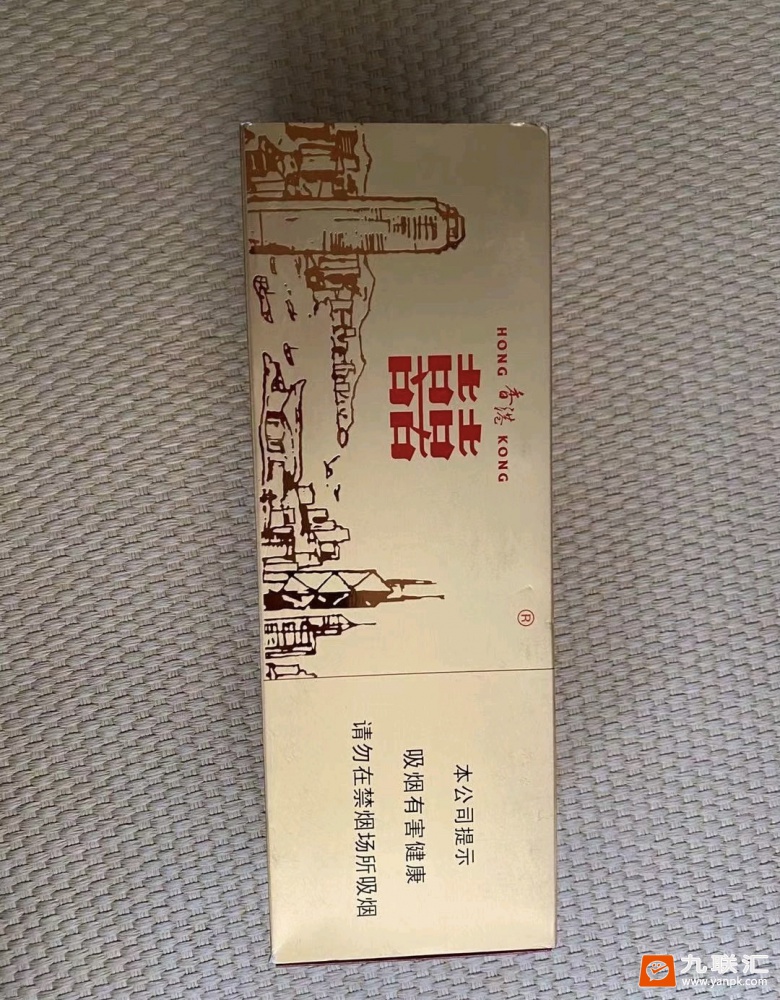 HONG 香港 KONG
囍
®
本公司提示
吸烟有害健康
请勿在禁烟场所吸烟
九联汇
www.yanpk.com